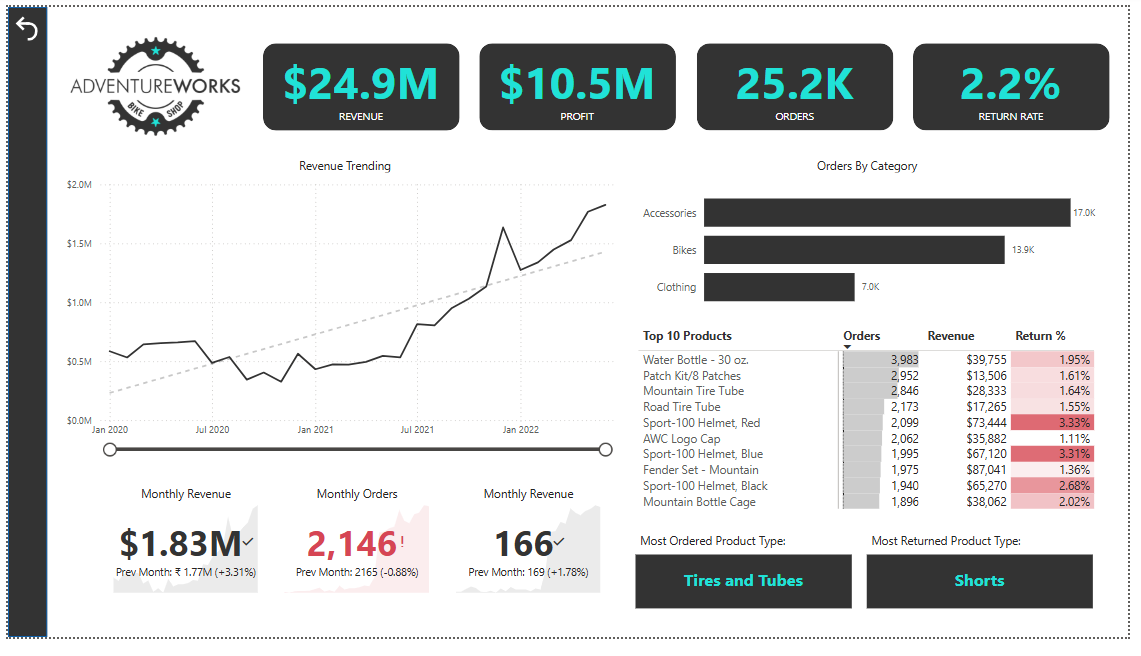 ADVENTUREWORKS
BIKE SHOP
$24.9M
REVENUE
$10.5M
PROFIT
25.2K
ORDERS
2.2%
RETURN RATE
Revenue Trending
$2.0M
$1.5M
$1.0M
$0.5M
$0.0M
Jan 2020 Jul 2020 Jan 2021 Jul 2021 Jan 2022
Orders By Category
Accessories 17.0K
Bikes 13.9K
Clothing 7.0K
Top 10 Products Orders Revenue Return %
Water Bottle - 30 oz. 3,983 $39,755 1.95%
Patch Kit/8 Patches 2,952 $13,506 1.61%
Mountain Tire Tube 2,846 $28,333 1.64%
Road Tire Tube 2,173 $17,265 1.55%
Sport-100 Helmet, Red 2,099 $73,444 3.33%
AWC Logo Cap 2,062 $35,882 1.11%
Sport-100 Helmet, Blue 1,995 $67,120 3.31%
Fender Set - Mountain 1,975 $87,041 1.36%
Sport-100 Helmet, Black 1,940 $65,270 2.68%
Mountain Bottle Cage 1,896 $38,062 2.02%
Monthly Revenue
$1.83M
Prev Month: ₹ 1.77M (+3.31%)
Monthly Orders
2,146!
Prev Month: 2165 (-0.88%)
Monthly Revenue
166
Prev Month: 169 (+1.78%)
Most Ordered Product Type:
Tires and Tubes
Most Returned Product Type:
Shorts